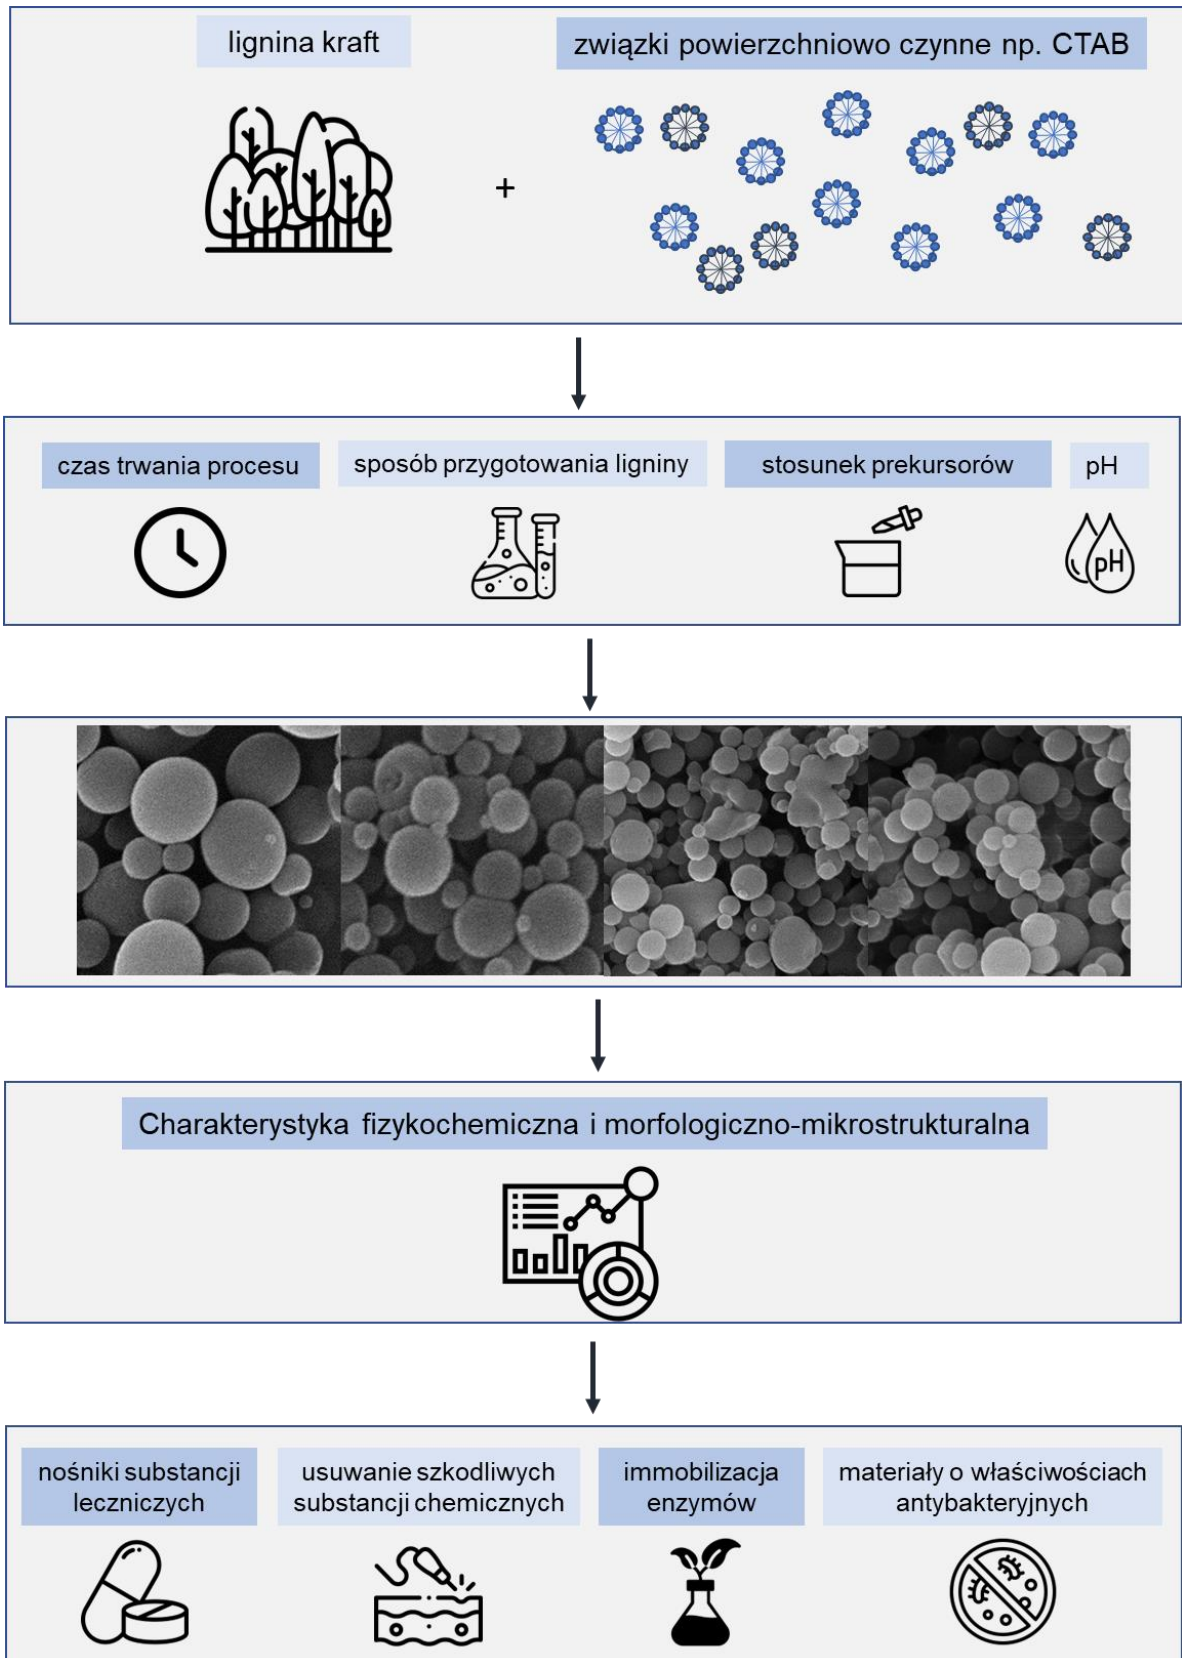 lignina kraft
związki powierzchniowo czynne np. CTAB
+
czas trwania procesu
sposób przygotowania ligniny
stosunek prekursorów
pH
pH
Charakterystyka fizykochemiczna i morfologiczno-mikrostrukturalna
nośniki substancji
leczniczych
usuwanie szkodliwych
substancji chemicznych
immobilizacja
enzymów
materiały o właściwościach
antybakteryjnych